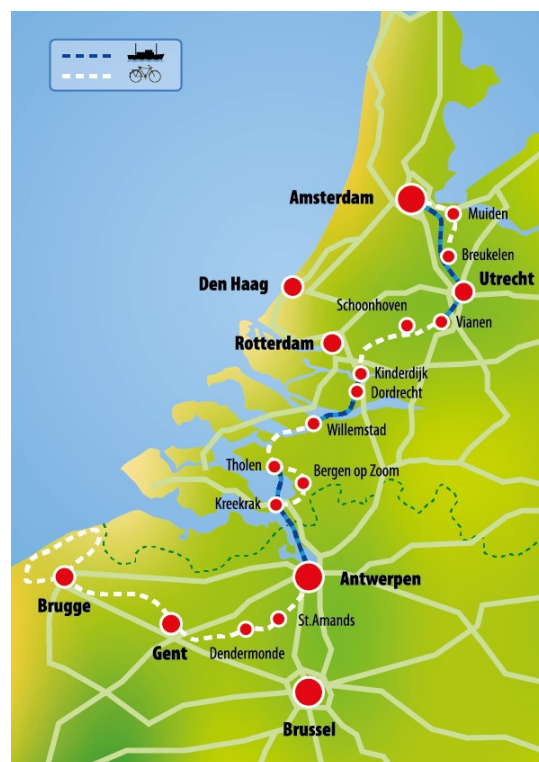 Amsterdam
Muiden
Breukelen
Den Haag
Utrecht
Schoonhoven
Vianen
Rotterdam
Kinderdijk
Dordrecht
Willemstad
Tholen
Bergen op Zoom
Kreekrak
Antwerpen
Brugge
St.Amands
Gent
Dendermonde
Brussel